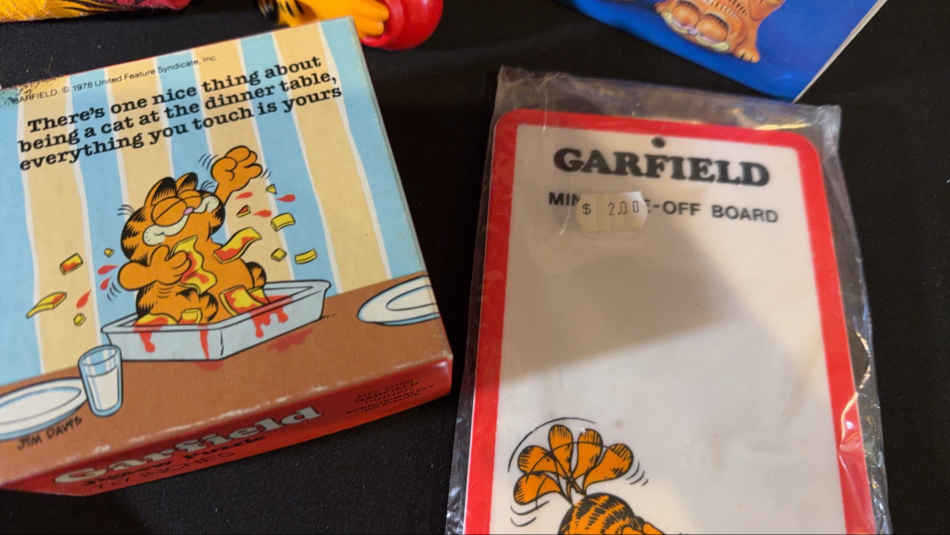 GARFIELD. © 1978 United Feature Syndicate, Inc.
There's one nice thing about
being a cat at the dinner table,
everything you touch is yours
JIM DAVIS
Garfield
GARFIELD
MIN E-OFF BOARD
$ 2.00